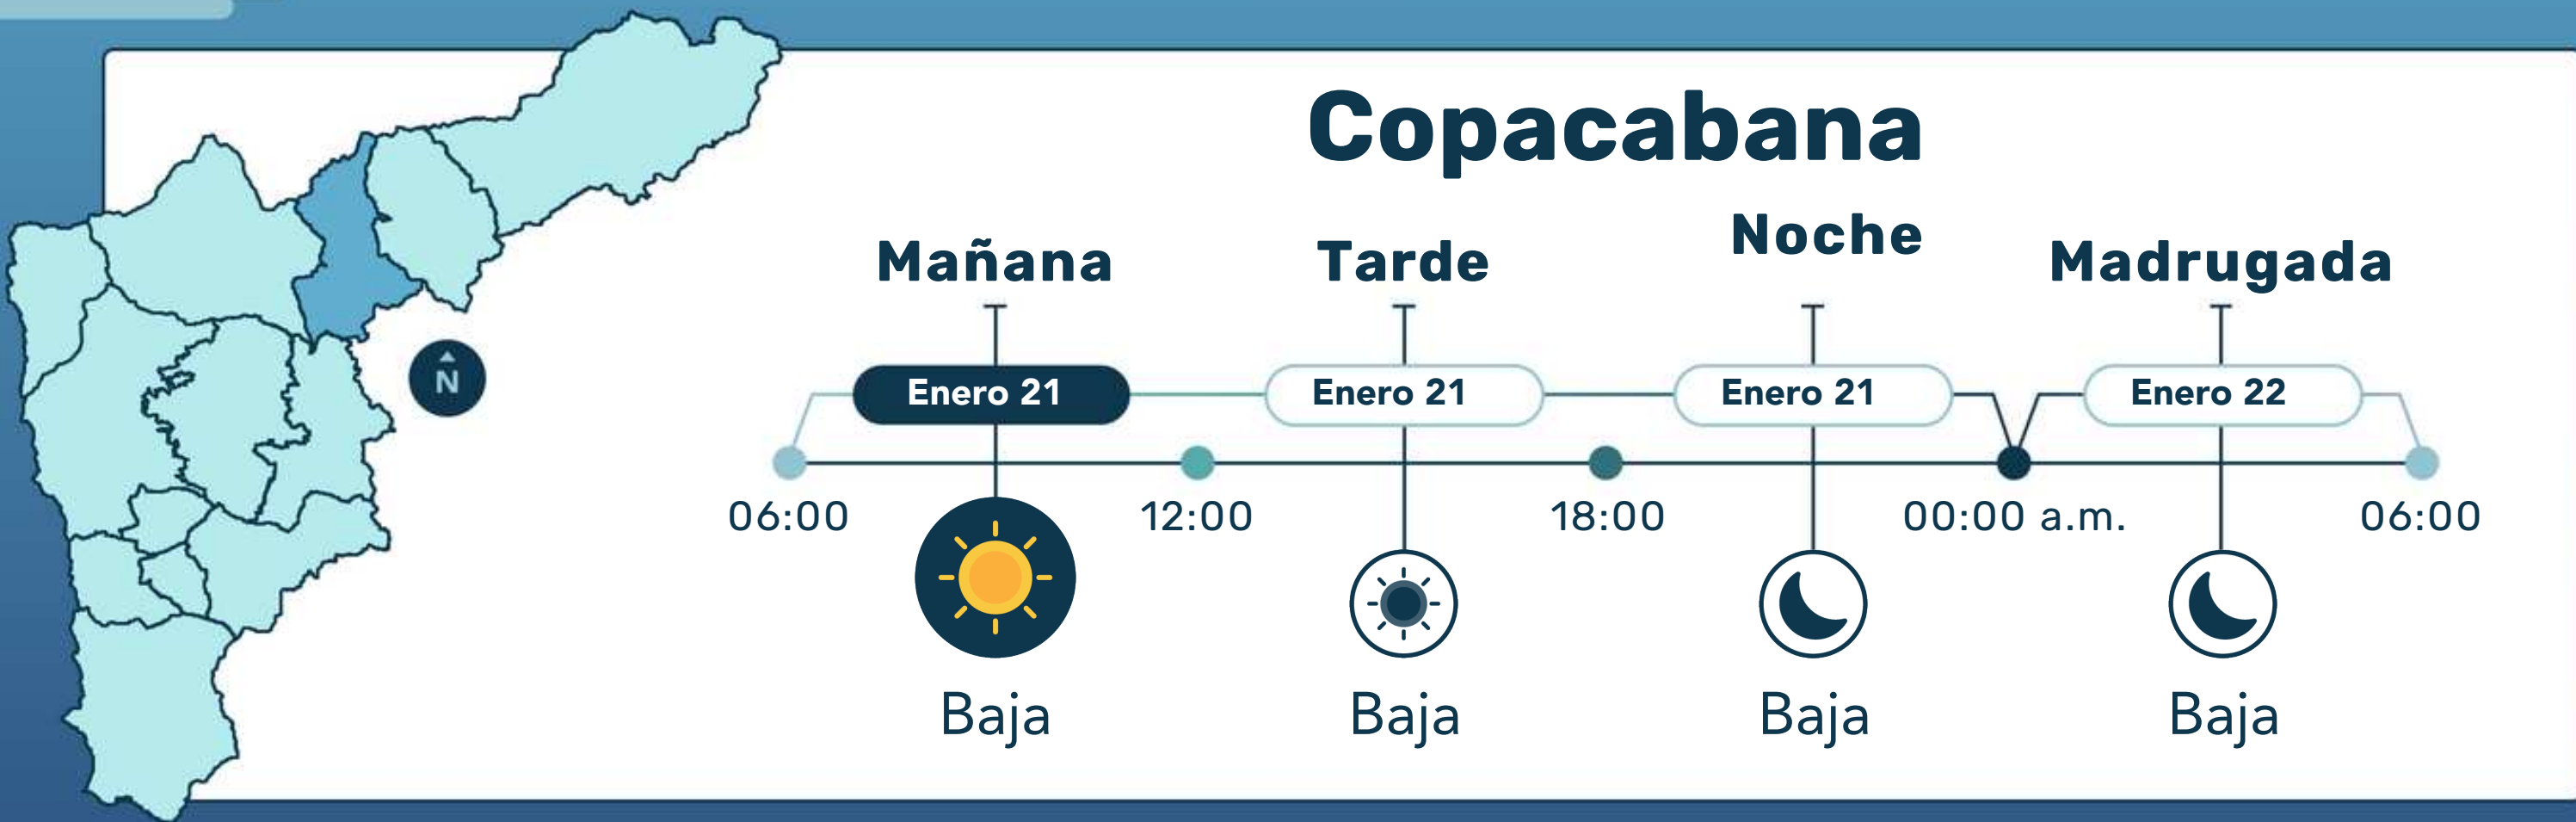 Copacabana
Mañana
Tarde
Noche
Madrugada
Enero 21
Enero 21
Enero 21
Enero 22
N
06:00
12:00
18:00
00:00 a.m.
06:00
Baja
Baja
Baja
Baja